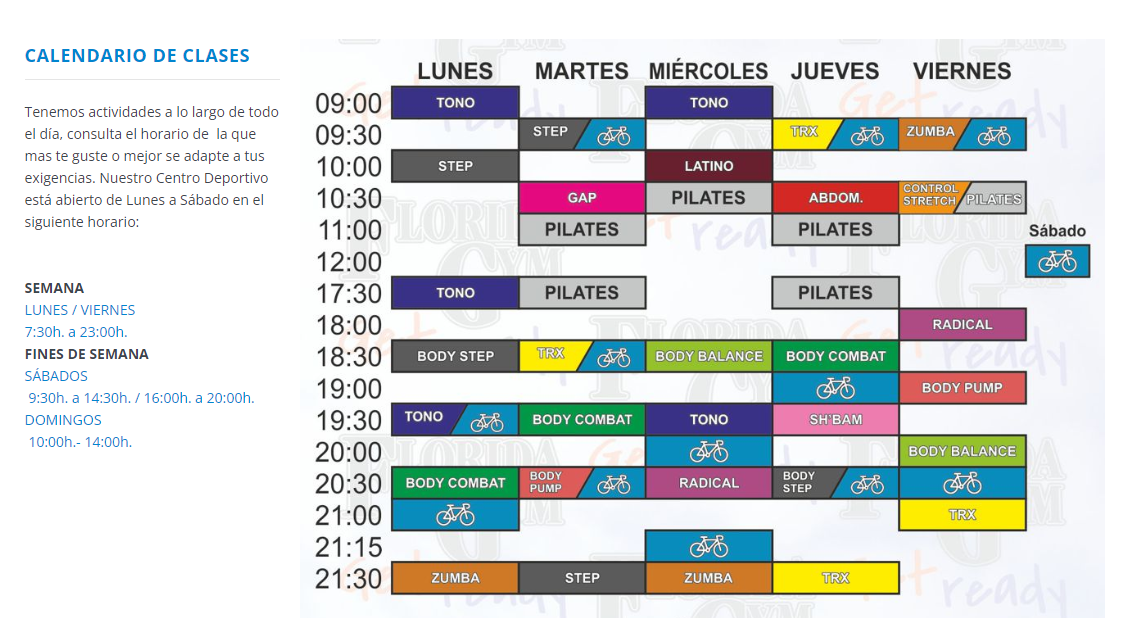 CALENDARIO DE CLASES
Tenemos actividades a lo largo de todo
el día, consulta el horario de  la que
mas te guste o mejor se adapte a tus
exigencias. Nuestro Centro Deportivo
está abierto de Lunes a Sábado en el
siguiente horario:
SEMANA
LUNES / VIERNES
7:30h. a 23:00h.
FINES DE SEMANA
SÁBADOS
9:30h. a 14:30h. / 16:00h. a 20:00h.
DOMINGOS
10:00h.- 14:00h.
LUNES MARTES MIÉRCOLES JUEVES VIERNES
09:00 TONO TONO
09:30 STEP TRX ZUMBA
10:00 STEP LATINO
10:30 GAP PILATES ABDOM. CONTROL STRETCH PILATES
11:00 PILATES PILATES
Sábado
12:00
17:30 TONO PILATES PILATES
18:00 RADICAL
18:30 BODY STEP TRX BODY BALANCE BODY COMBAT
19:00 BODY PUMP
19:30 TONO BODY COMBAT TONO SH'BAM
20:00 BODY BALANCE
20:30 BODY COMBAT BODY PUMP RADICAL BODY STEP
21:00 TRX
21:15
21:30 ZUMBA STEP ZUMBA TRX
FLORIDA GYM
Get ready